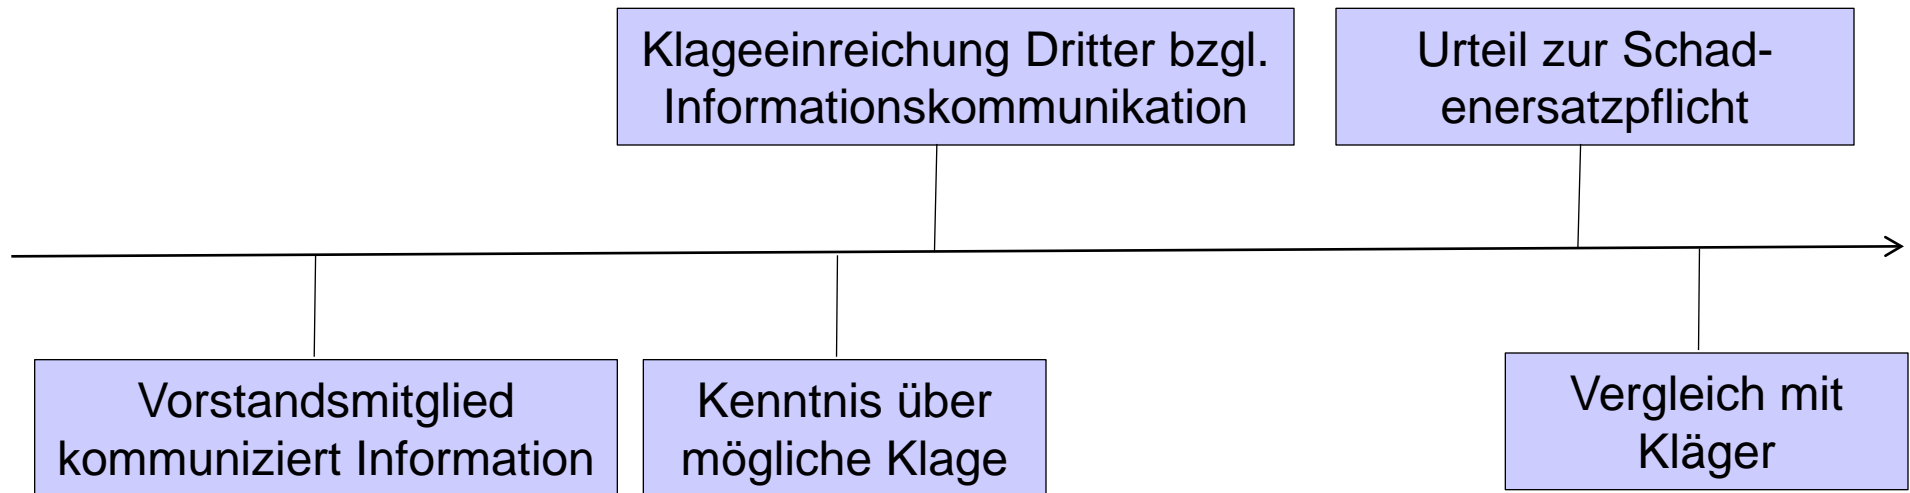 Klageeinreichung Dritter bzgl.
Informationskommunikation
Urteil zur Schad-
enersatzpflicht
Vorstandsmitglied
kommuniziert Information
Kenntnis über
mögliche Klage
Vergleich mit
Kläger